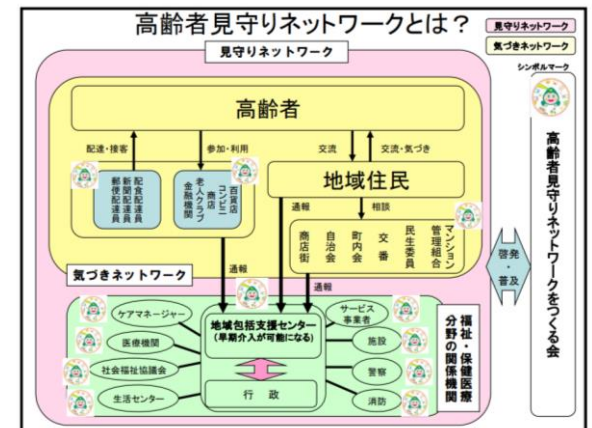 高齢者見守りネットワークとは？
見守りネットワーク
気づきネットワーク
シンボルマーク
見守りネットワーク
高齢者
配達・接客
参加・利用
交流
交流・気づき
配食配達員
新聞配達員
郵便配達員
百貨店
コンビニ
商店
老人クラブ
金融機関
地域住民
通報
相談
商店街
自治会
町内会
交番
民生委員
マンション
管理組合
気づきネットワーク
通報
通報
啓発・普及
高齢者見守りネットワークをつくる会
ケアマネージャー
医療機関
社会福祉協議会
生活センター
地域包括支援センター
(早期介入が可能になる)
行政
サービス
事業者
施設
警察
消防
福祉・保健医療
分野の関係機関